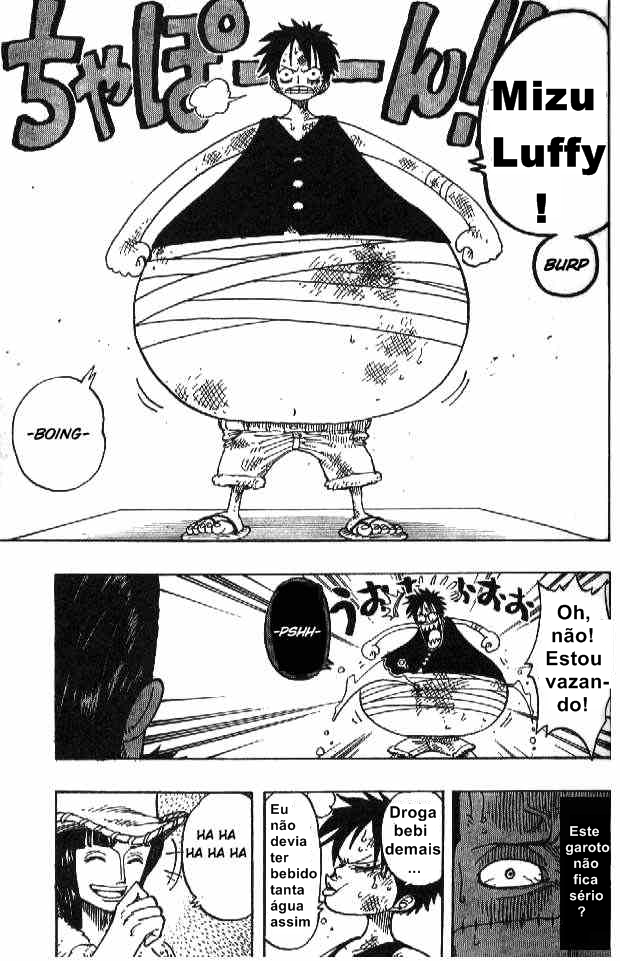 ちゃぽーーん!!
Mizu
Luffy
!
BURP
-BOING-
Oh,
não!
Estou
vazan-
do!
うおおおおお
-PSHH-
Este
garoto
não
fica
sério
?
Droga
bebi
demais
...
Eu
não
devia
ter
bebido
tanta
água
assim
HA HA
HA HA HA